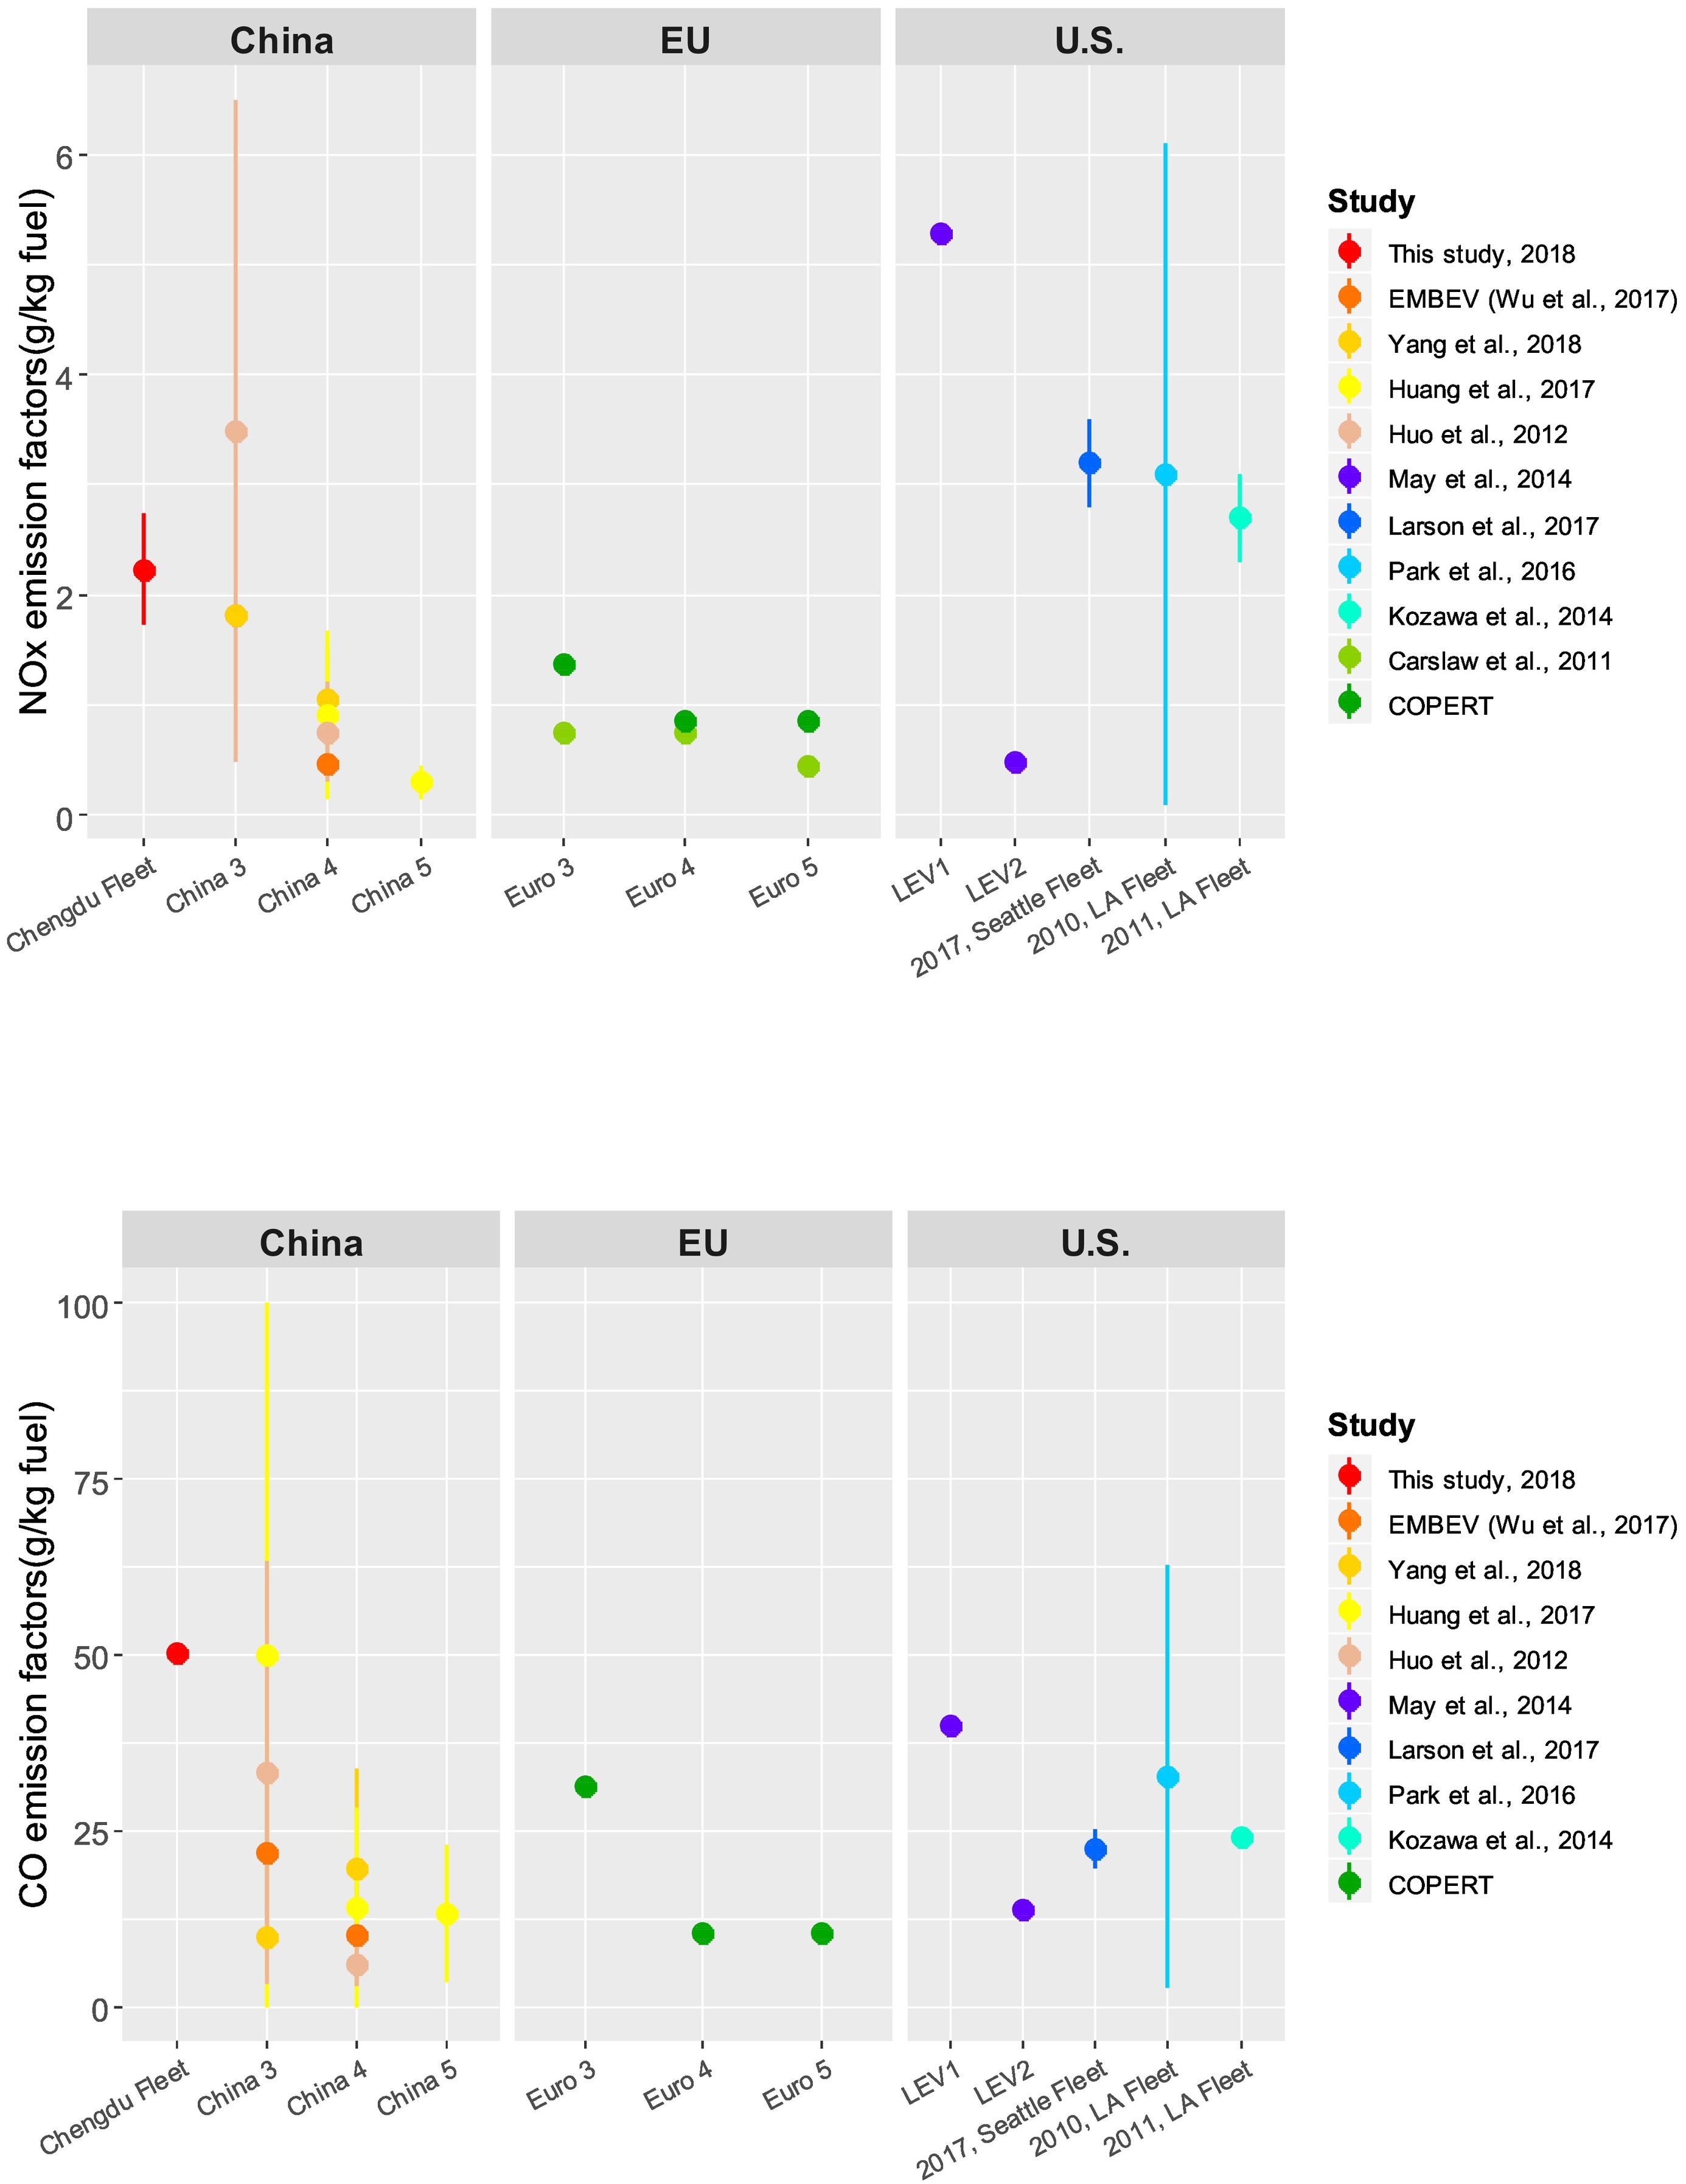 China EU U.S.
NOx emission factors(g/kg fuel)
6
4
2
0
Chengdu Fleet
China 3
China 4
China 5
Euro 3
Euro 4
Euro 5
LEV1
LEV2
2017, Seattle Fleet
2010, LA Fleet
2011, LA Fleet
Study
This study, 2018
EMBEV (Wu et al., 2017)
Yang et al., 2018
Huang et al., 2017
Huo et al., 2012
May et al., 2014
Larson et al., 2017
Park et al., 2016
Kozawa et al., 2014
Carslaw et al., 2011
COPERT
China EU U.S.
CO emission factors(g/kg fuel)
100
75
50
25
0
Chengdu Fleet
China 3
China 4
China 5
Euro 3
Euro 4
Euro 5
LEV1
LEV2
2017, Seattle Fleet
2010, LA Fleet
2011, LA Fleet
Study
This study, 2018
EMBEV (Wu et al., 2017)
Yang et al., 2018
Huang et al., 2017
Huo et al., 2012
May et al., 2014
Larson et al., 2017
Park et al., 2016
Kozawa et al., 2014
COPERT